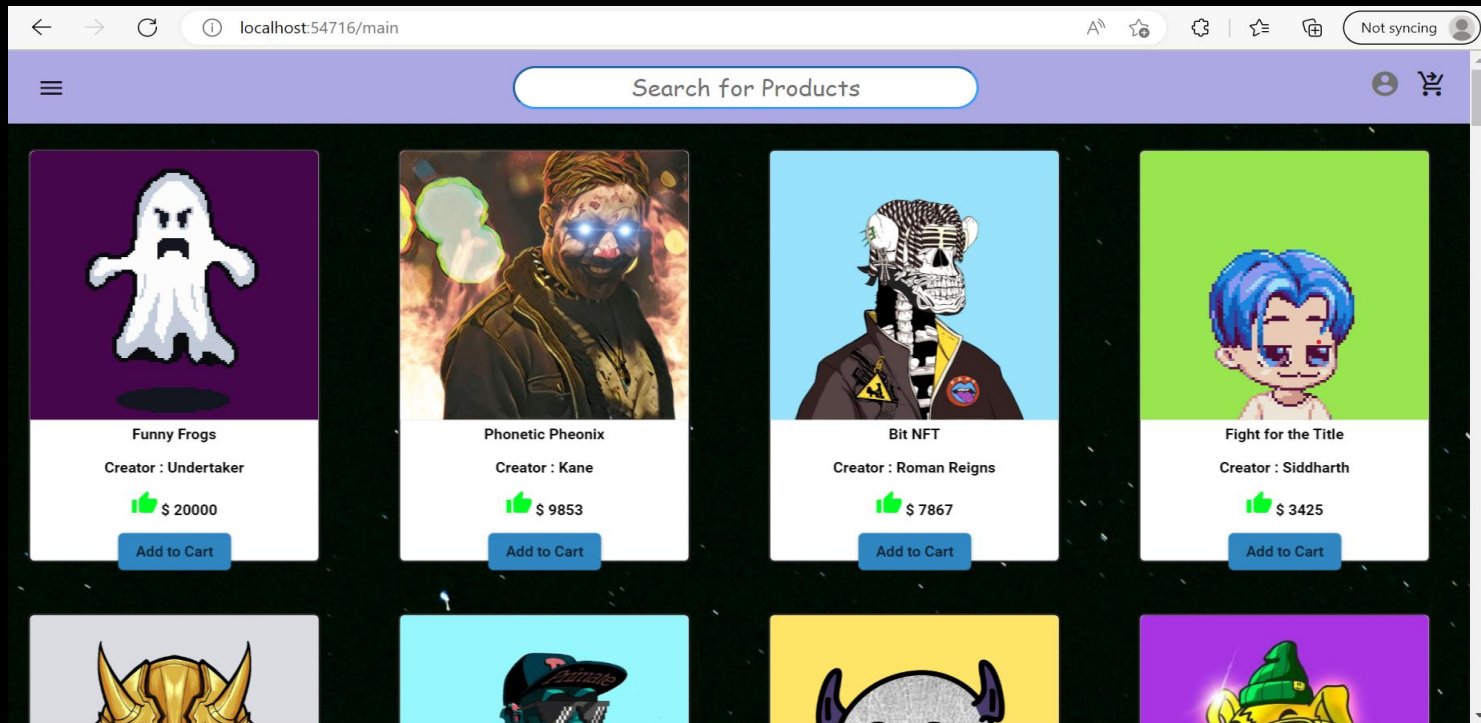 localhost:54716/main
Not syncing
Search for Products
Funny Frogs
Creator : Undertaker
$ 20000
Add to Cart
Phonetic Pheonix
Creator : Kane
$ 9853
Add to Cart
Bit NFT
Creator : Roman Reigns
$ 7867
Add to Cart
Fight for the Title
Creator : Siddharth
$ 3425
Add to Cart
Primate